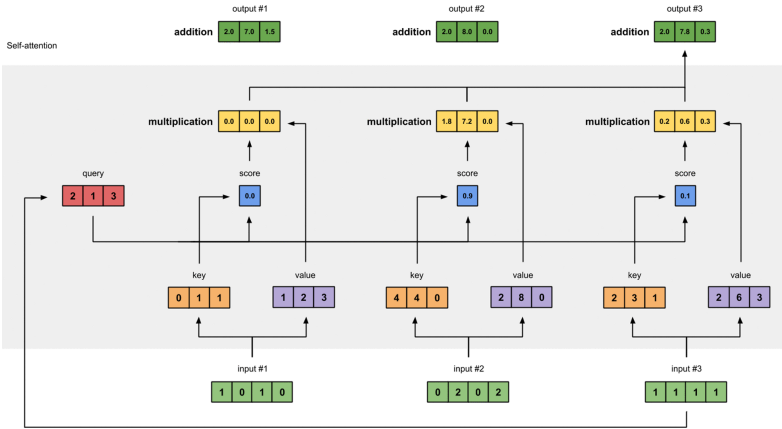 output #1 output #2 output #3
addition 2.0 7.0 1.5 addition 2.0 8.0 0.0 addition 2.0 7.8 0.3
Self-attention
multiplication 0.0 0.0 0.0 multiplication 1.8 7.2 0.0 multiplication 0.2 0.6 0.3
query score score score
2 1 3 0.0 0.9 0.1
key value key value key value
0 1 1 1 2 3 4 4 0 2 8 0 2 3 1 2 6 3
input #1 input #2 input #3
1 0 1 0 0 2 0 2 1 1 1 1